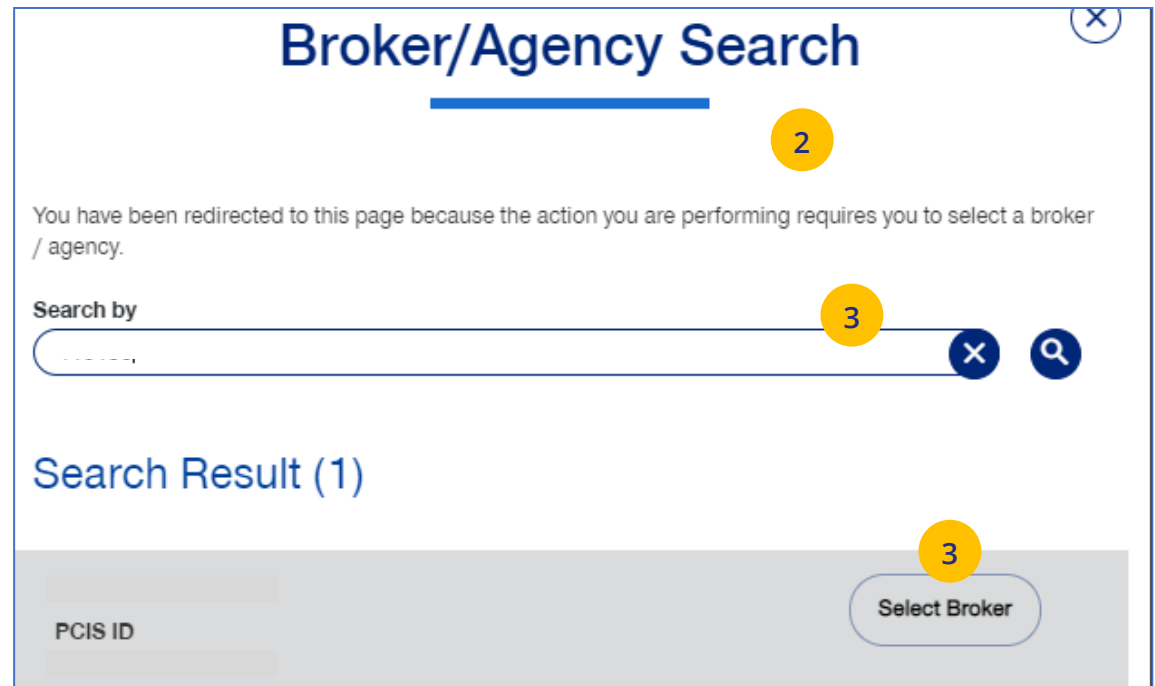 Broker/Agency Search
2
You have been redirected to this page because the action you are performing requires you to select a broker
/ agency.
Search by
3
Search Result (1)
3
Select Broker
PCIS ID